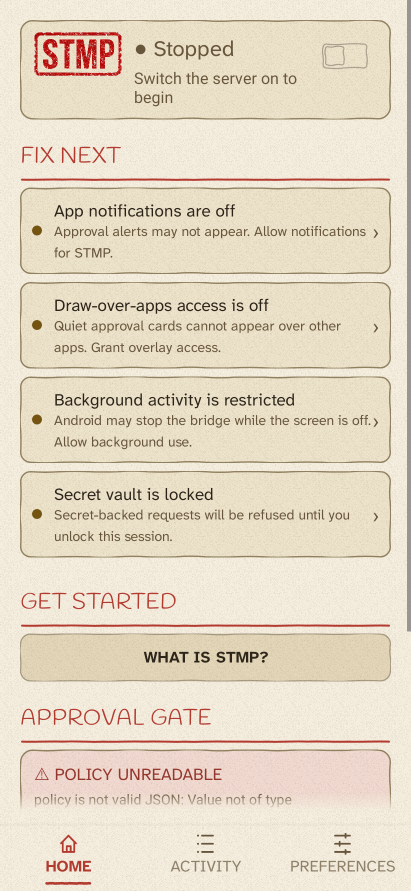 STMP
● Stopped
Switch the server on to
begin
FIX NEXT
App notifications are off
Approval alerts may not appear. Allow notifications
for STMP.
Draw-over-apps access is off
Quiet approval cards cannot appear over other
apps. Grant overlay access.
Background activity is restricted
Android may stop the bridge while the screen is off.
Allow background use.
Secret vault is locked
Secret-backed requests will be refused until you
unlock this session.
GET STARTED
WHAT IS STMP?
APPROVAL GATE
⚠ POLICY UNREADABLE
policy is not valid JSON: Value not of type
HOME
ACTIVITY
PREFERENCES